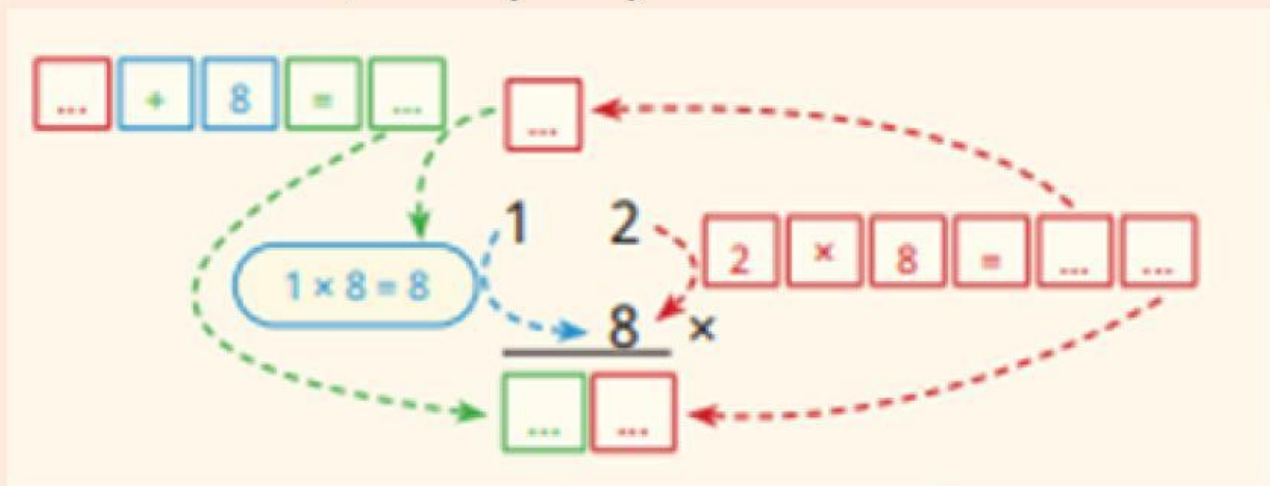 ... + 8 = ...
...
1 2
1 × 8 = 8
2 × 8 = ... ...
8 ×
... ...